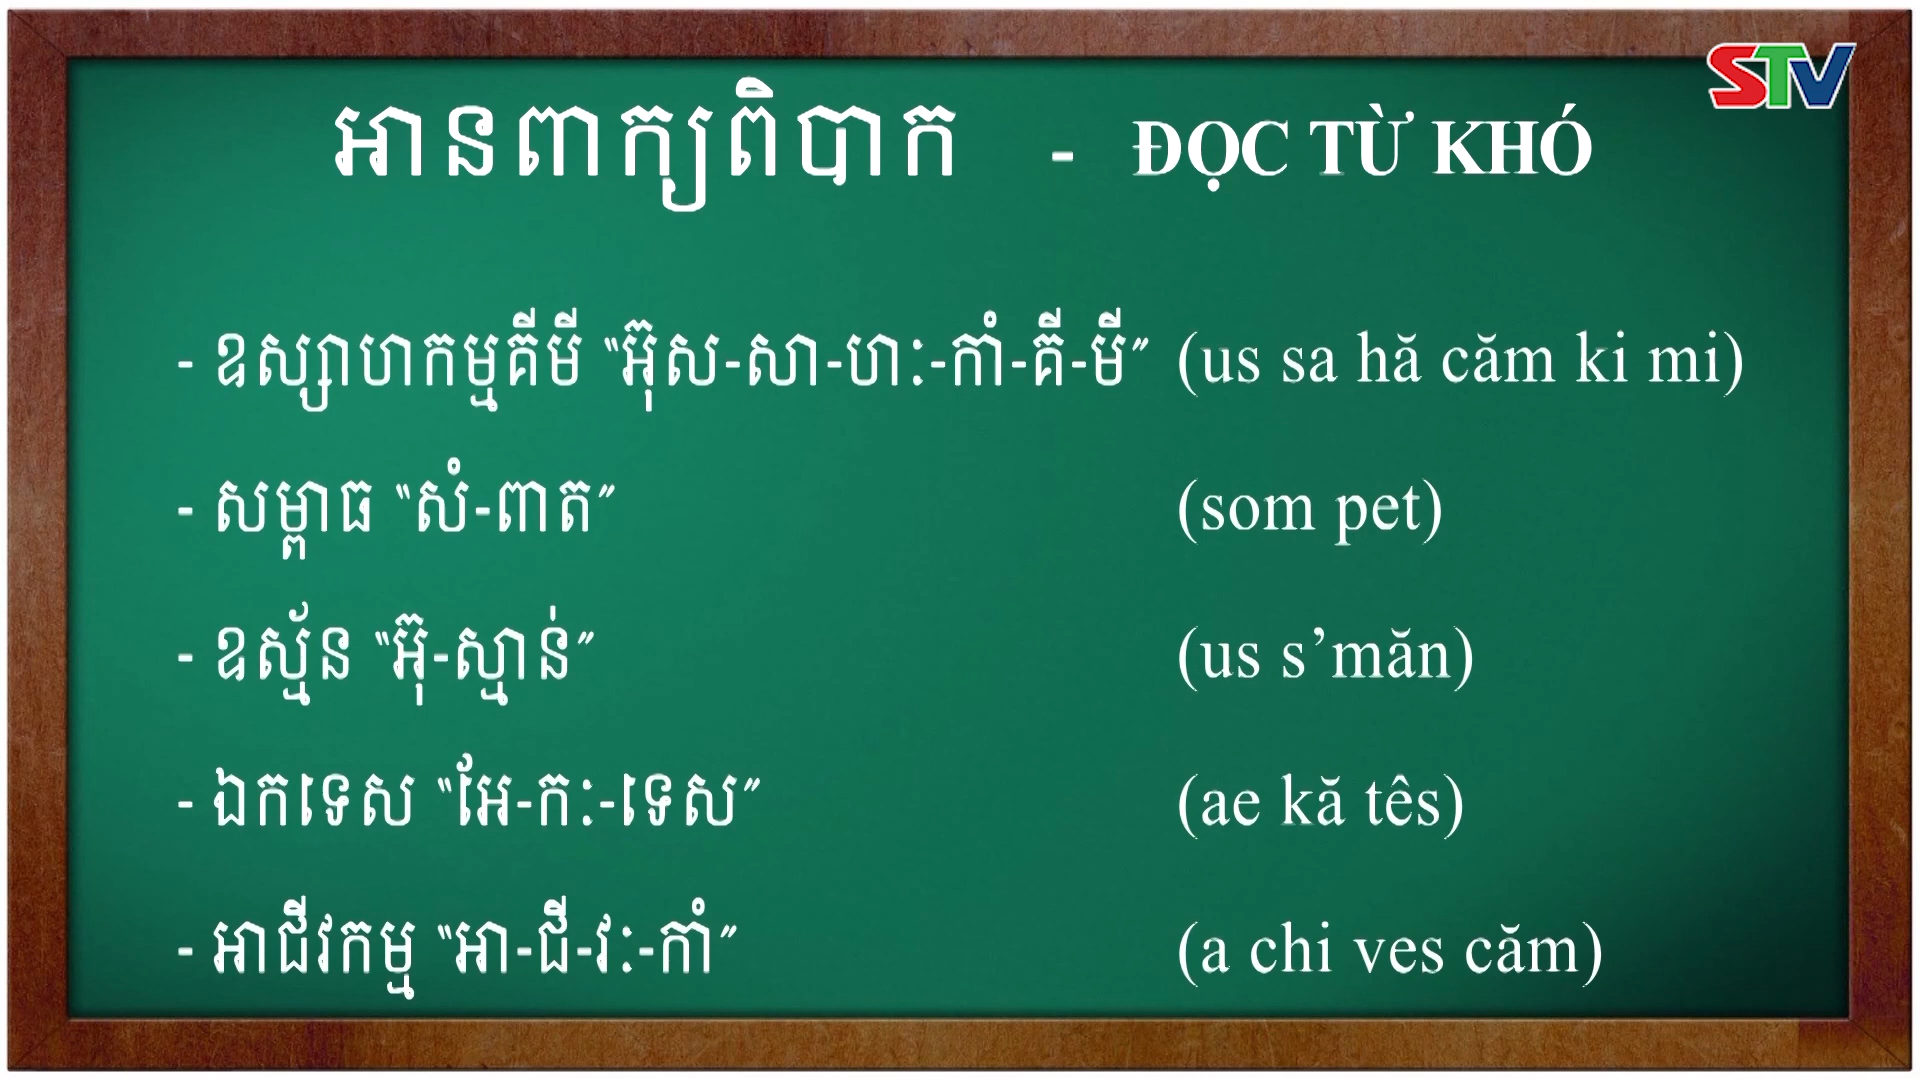 STV
អានពាក្យពិបាក - ĐỌC TỪ KHÓ
- ឧស្សាហកម្មគីមី “អ៊ុស-សា-ហៈ-កាំ-គី-មី” (us sa hă căm ki mi)
- សម្ពាធ “សំ-ពាត” (som pet)
- ឧស្ម័ន “អ៊ុ-ស្មាន់” (us s’măn)
- ឯកទេស “អែ-កៈ-ទេស” (ae kă tês)
- អាជីវកម្ម “អា-ជី-វៈ-កាំ” (a chi ves căm)